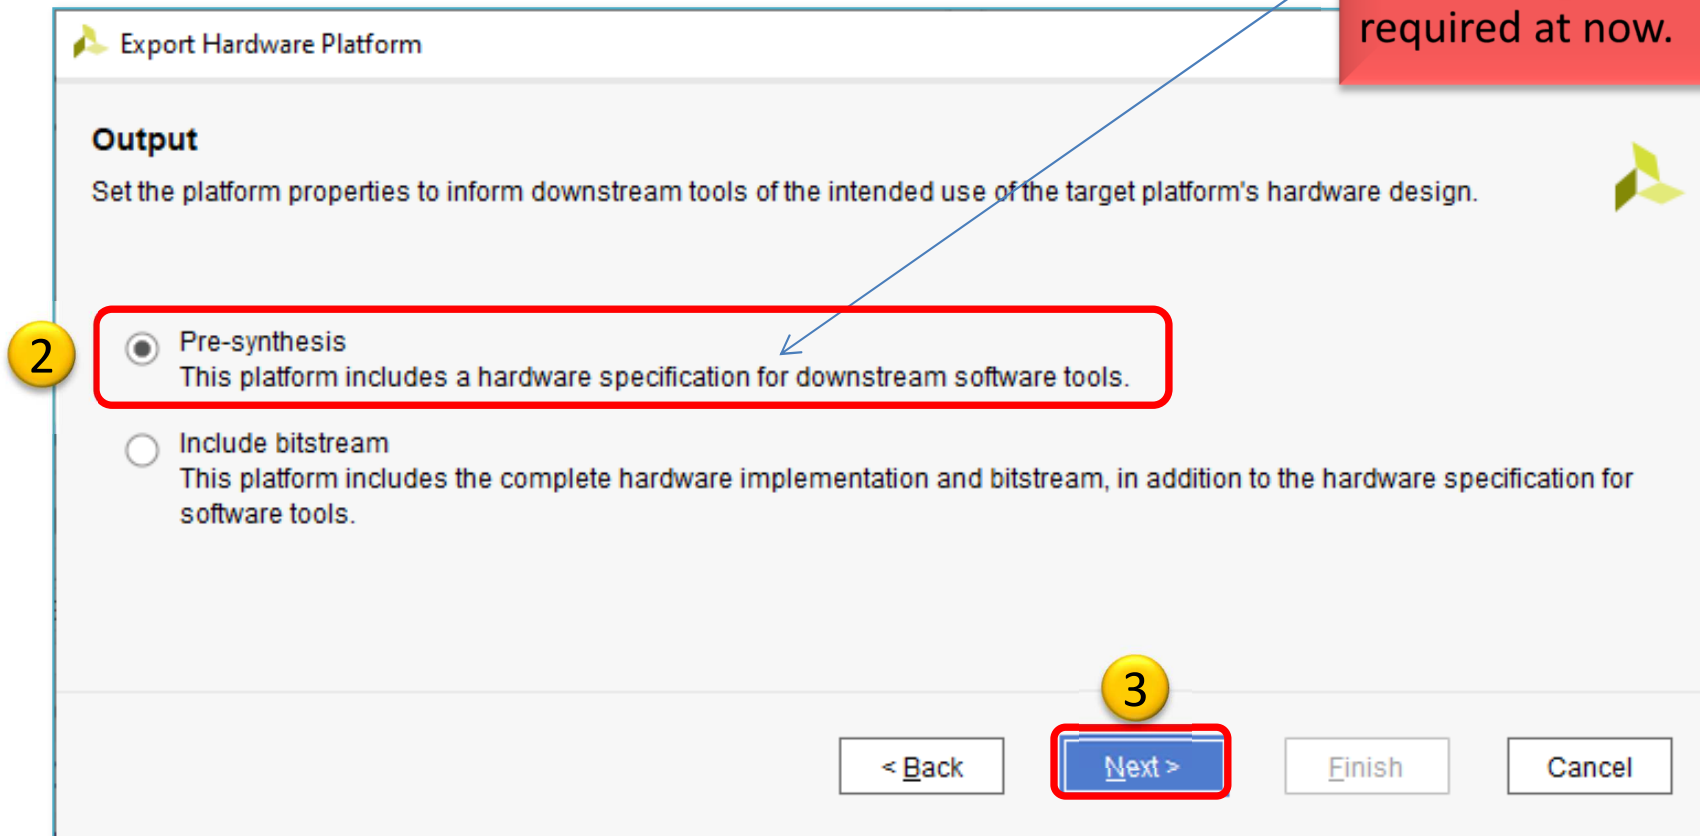 required at now.
Export Hardware Platform
Output
Set the platform properties to inform downstream tools of the intended use of the target platform's hardware design.
2
Pre-synthesis
This platform includes a hardware specification for downstream software tools.
Include bitstream
This platform includes the complete hardware implementation and bitstream, in addition to the hardware specification for
software tools.
3
< Back
Next >
Finish
Cancel